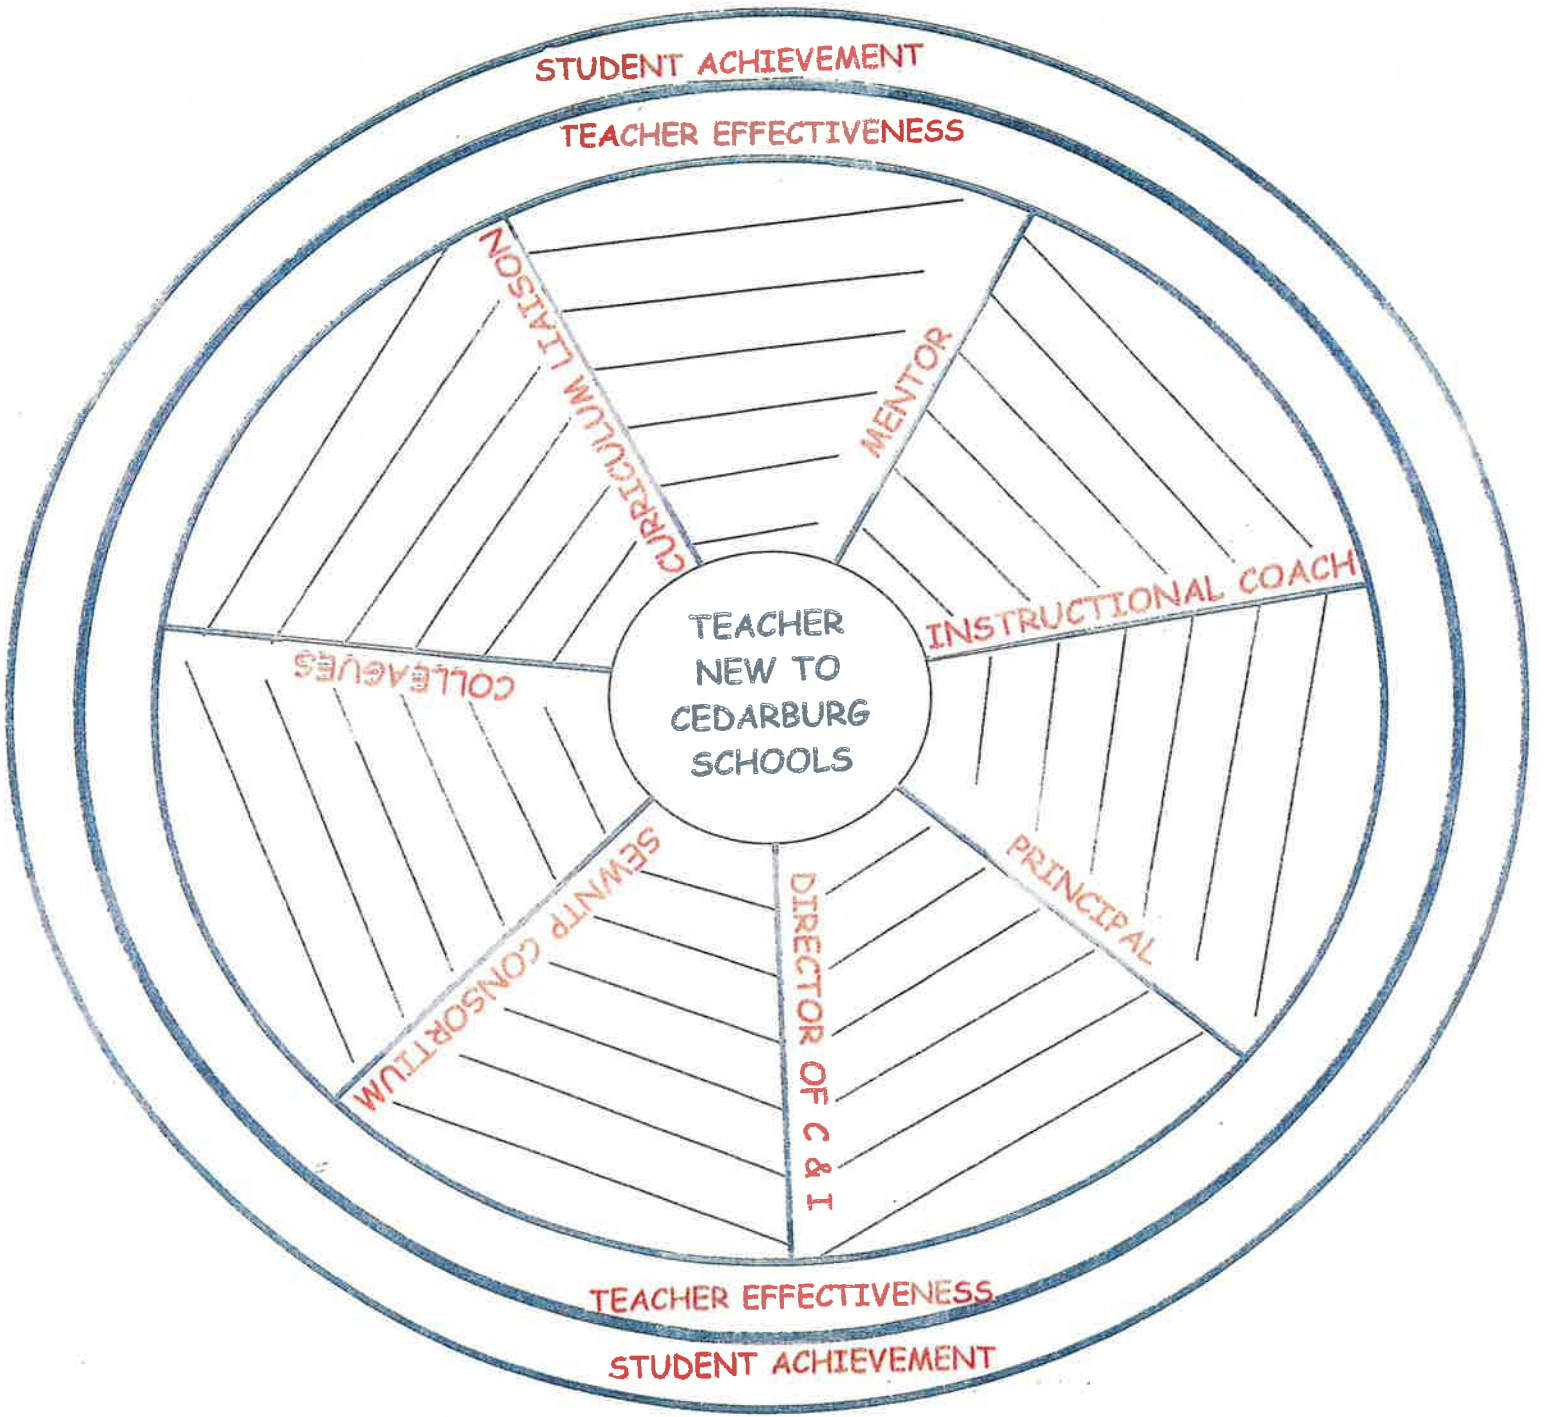 STUDENT ACHIEVEMENT
TEACHER EFFECTIVENESS
CURRICULUM LIAISON
MENTOR
INSTRUCTIONAL COACH
TEACHER
NEW TO
CEDARBURG
SCHOOLS
COLLEAGUES
PRINCIPAL
SEWNTP CONSORTIUM
DIRECTOR OF C & I
TEACHER EFFECTIVENESS
STUDENT ACHIEVEMENT